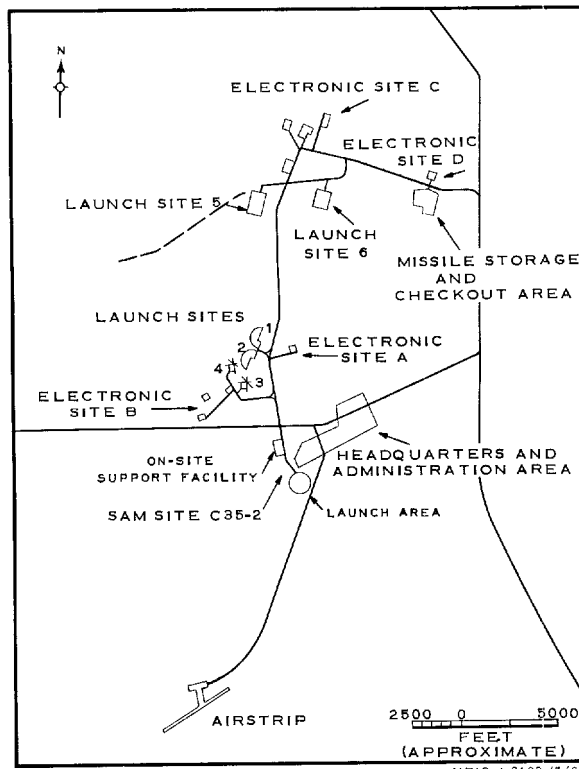 N
ELECTRONIC SITE C
ELECTRONIC
SITE D
LAUNCH SITE 5
LAUNCH
SITE 6
MISSILE STORAGE
AND
CHECKOUT AREA
LAUNCH SITES
1
2
4
3
ELECTRONIC
SITE A
ELECTRONIC
SITE B
ON-SITE
SUPPORT FACILITY
HEADQUARTERS AND
ADMINISTRATION AREA
SAM SITE C35-2
LAUNCH AREA
AIRSTRIP
2500 0 5000
FEET
(APPROXIMATE)